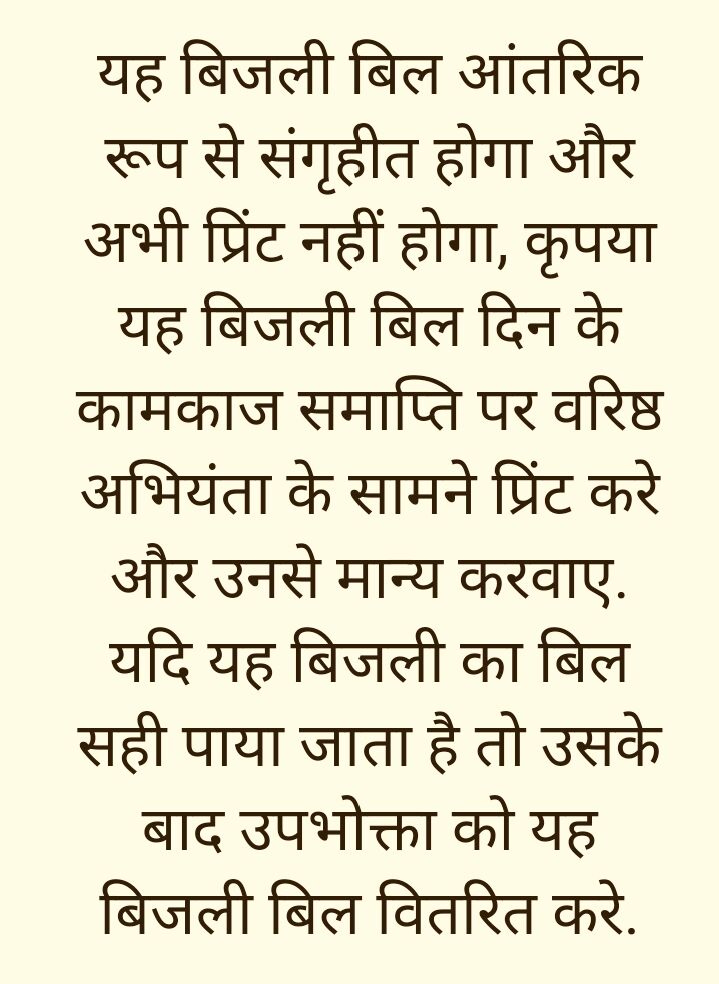 यह बिजली बिल आंतरिक
रूप से संगृहीत होगा और
अभी प्रिंट नहीं होगा, कृपया
यह बिजली बिल दिन के
कामकाज समाप्ति पर वरिष्ठ
अभियंता के सामने प्रिंट करे
और उनसे मान्य करवाए.
यदि यह बिजली का बिल
सही पाया जाता है तो उसके
बाद उपभोक्ता को यह
बिजली बिल वितरित करे.